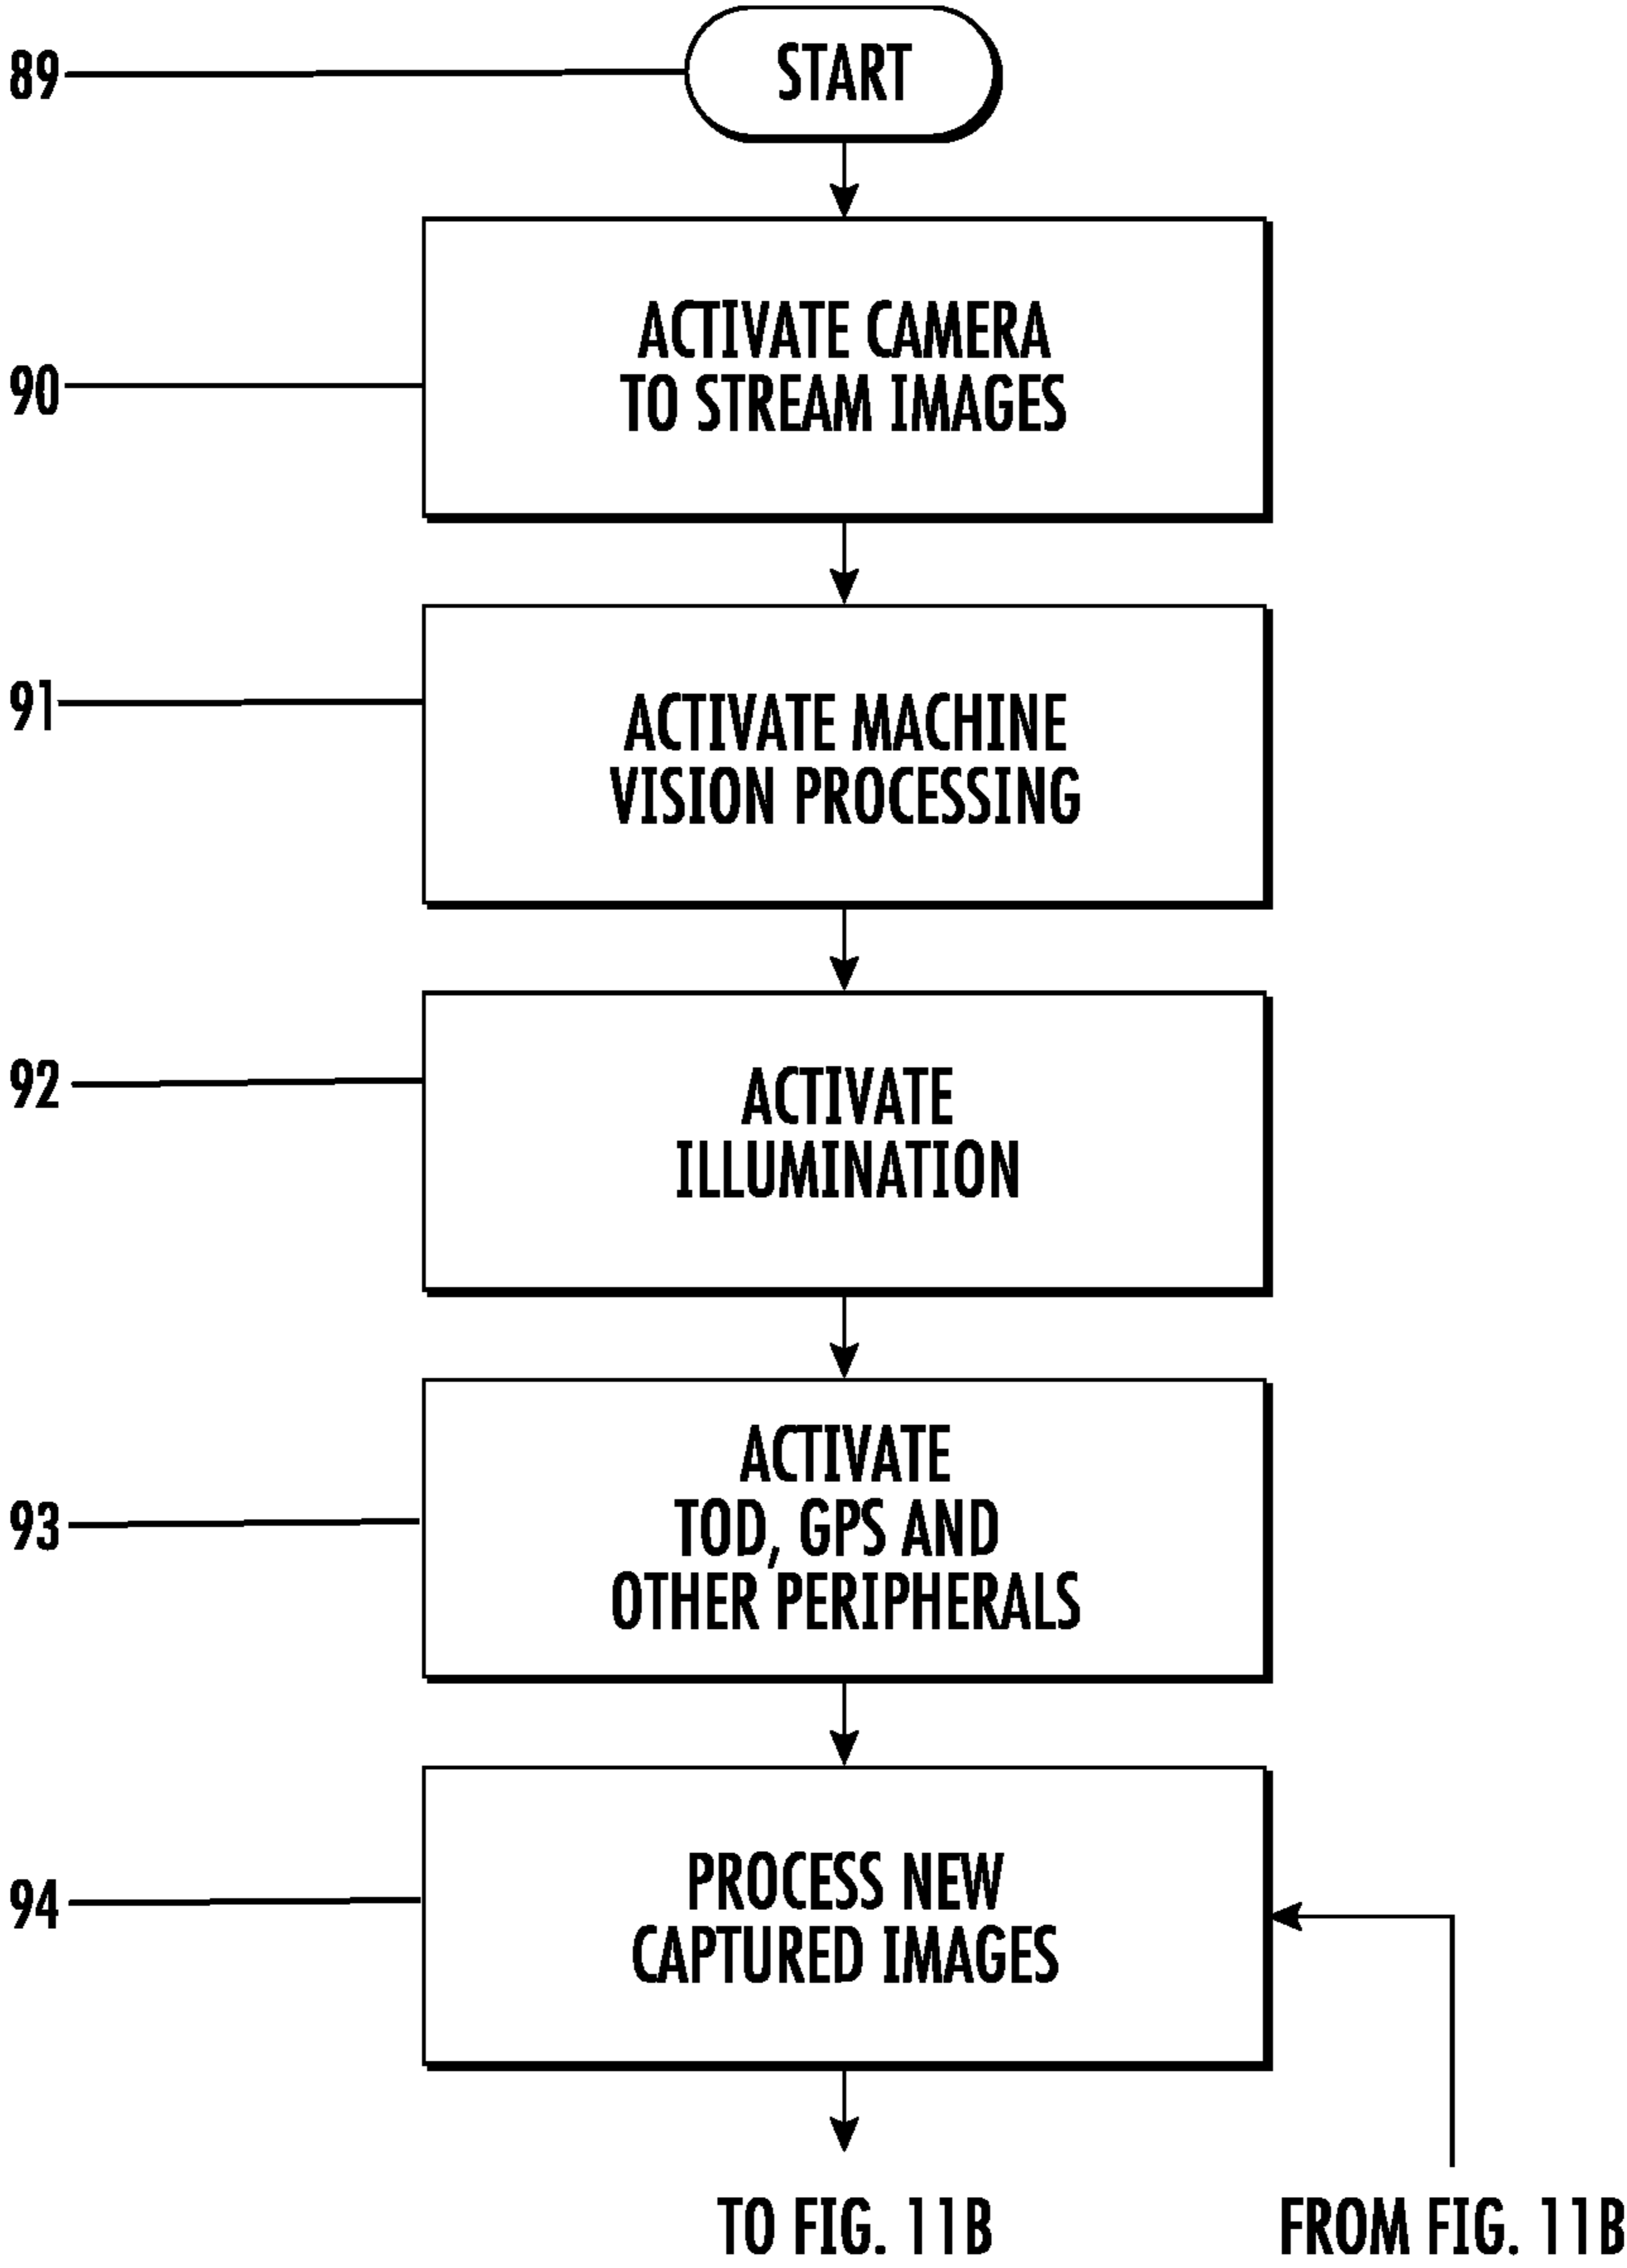 89
START
90
ACTIVATE CAMERA
TO STREAM IMAGES
91
ACTIVATE MACHINE
VISION PROCESSING
92
ACTIVATE
ILLUMINATION
93
ACTIVATE
TOD, GPS AND
OTHER PERIPHERALS
94
PROCESS NEW
CAPTURED IMAGES
TO FIG. 11B
FROM FIG. 11B